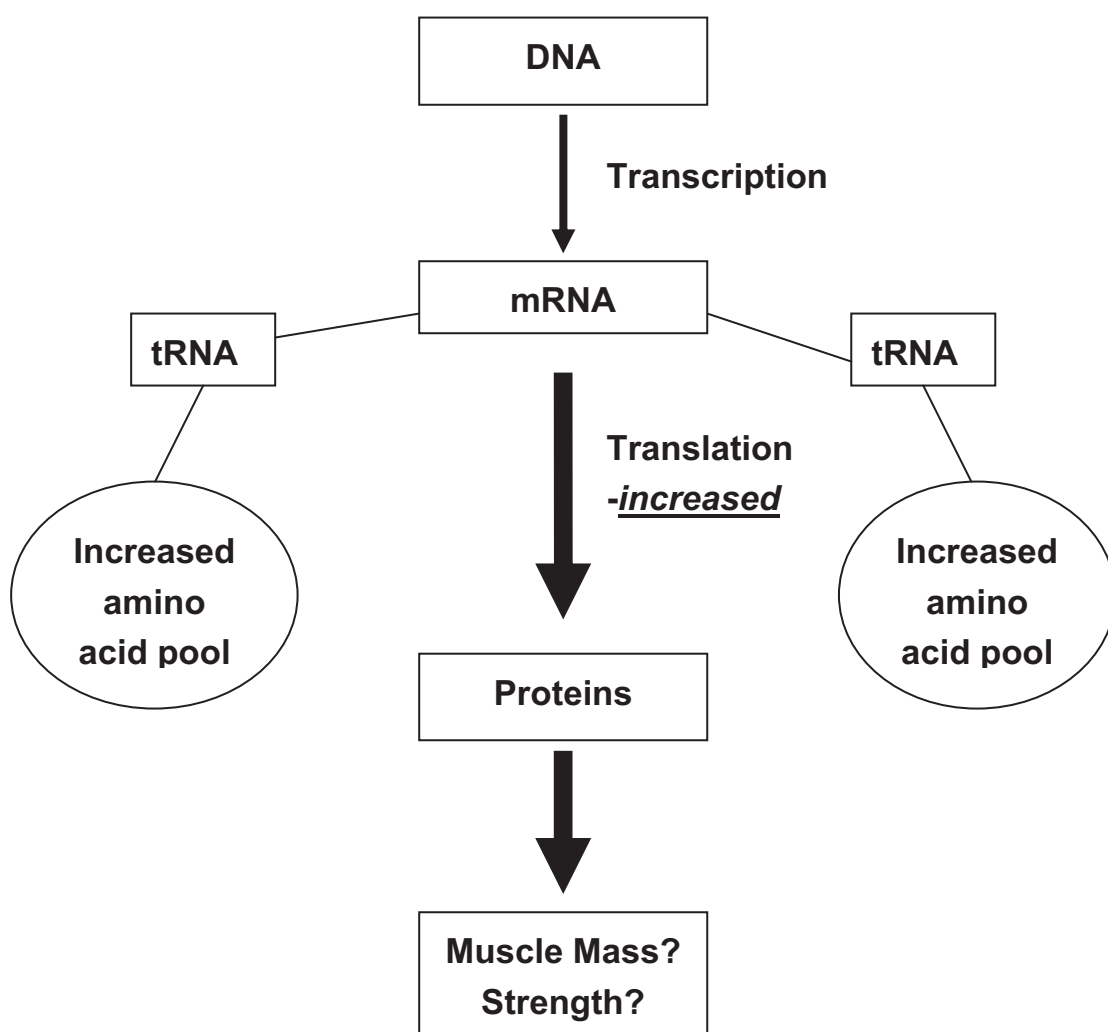 DNA
Transcription
mRNA
tRNA
tRNA
Translation
-increased
Increased
amino
acid pool
Increased
amino
acid pool
Proteins
Muscle Mass?
Strength?